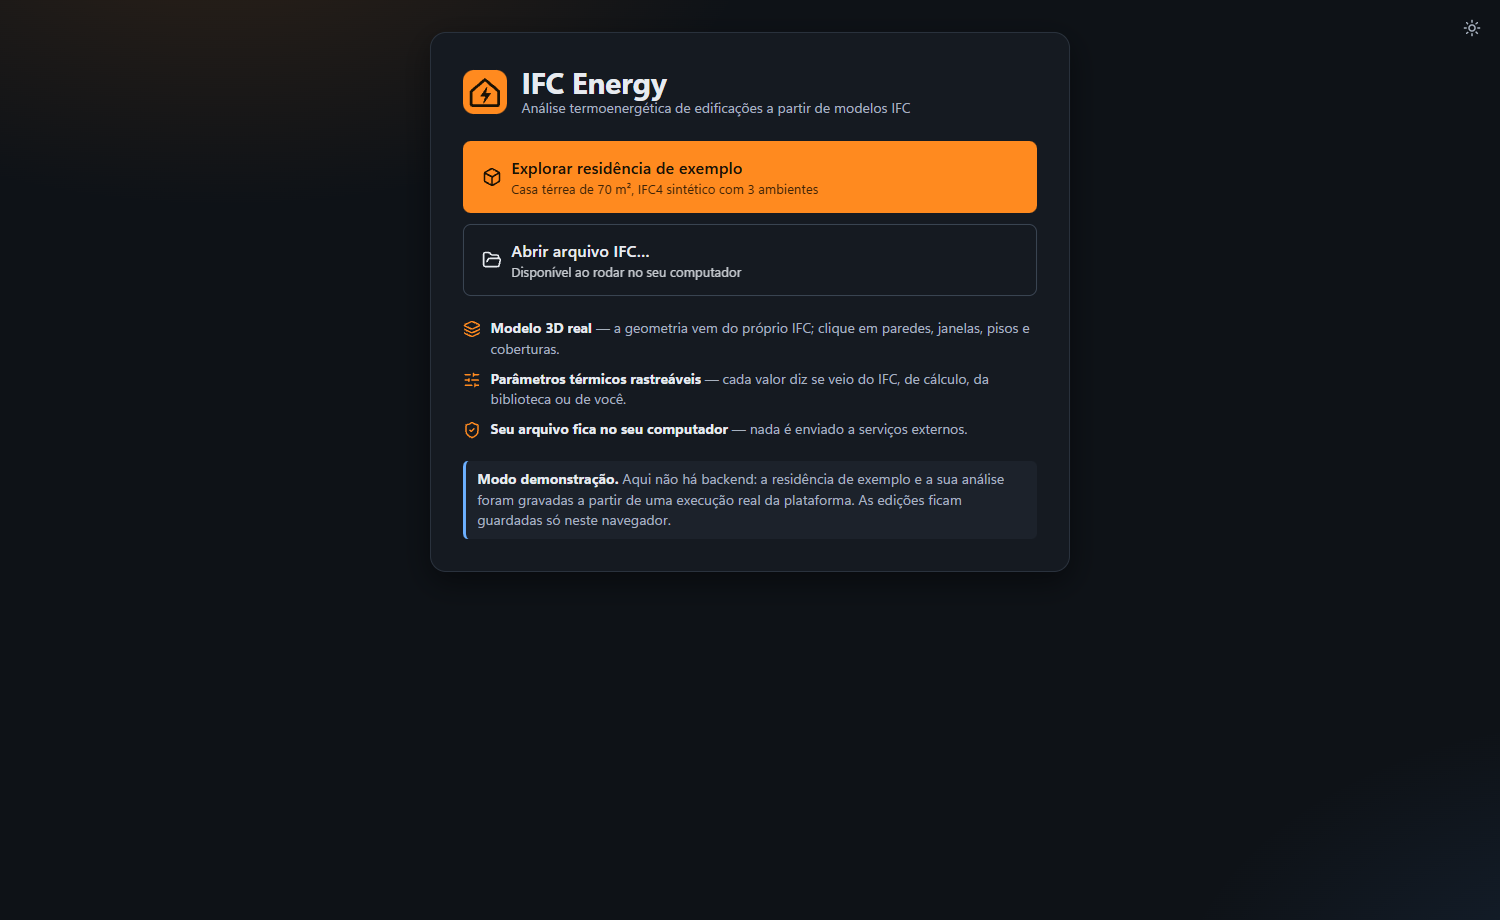 IFC Energy
Análise termoenergética de edificações a partir de modelos IFC
Explorar residência de exemplo
Casa térrea de 70 m², IFC4 sintético com 3 ambientes
Abrir arquivo IFC...
Disponível ao rodar no seu computador
Modelo 3D real — a geometria vem do próprio IFC; clique em paredes, janelas, pisos e
coberturas.
Parâmetros térmicos rastreáveis — cada valor diz se veio do IFC, de cálculo, da
biblioteca ou de você.
Seu arquivo fica no seu computador — nada é enviado a serviços externos.
Modo demonstração. Aqui não há backend: a residência de exemplo e a sua análise
foram gravadas a partir de uma execução real da plataforma. As edições ficam
guardadas só neste navegador.